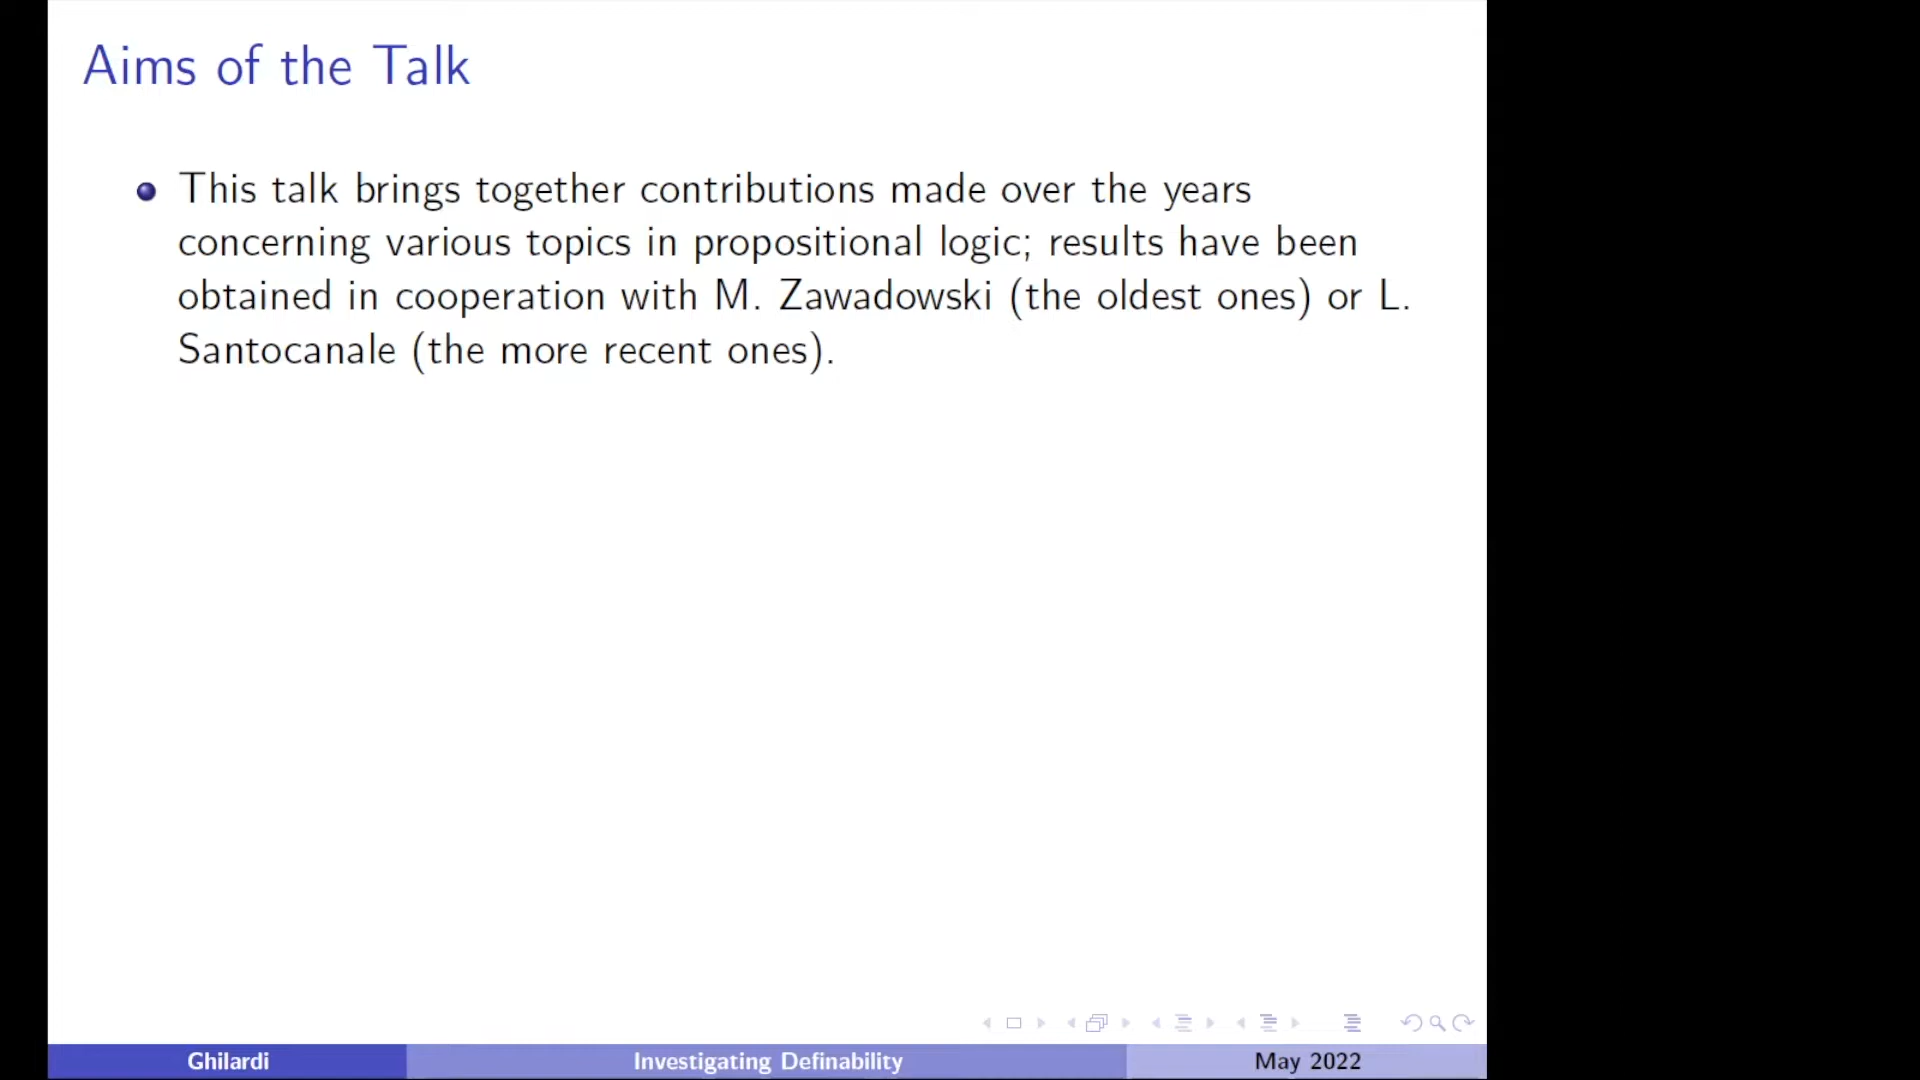 Aims of the Talk
This talk brings together contributions made over the years
concerning various topics in propositional logic; results have been
obtained in cooperation with M. Zawadowski (the oldest ones) or L.
Santocanale (the more recent ones).
Ghilardi
Investigating Definability
May 2022